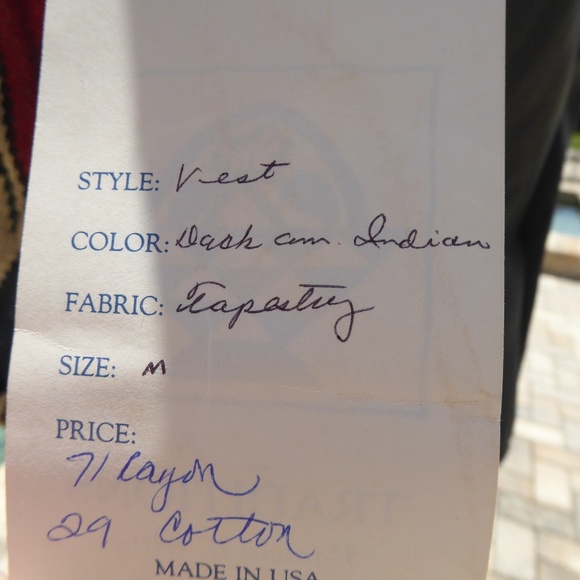 STYLE: Vest
COLOR: Dark am. Indian
FABRIC: Tapestry
SIZE: M
PRICE:
71 Rayon
29 Cotton
MADE IN USA